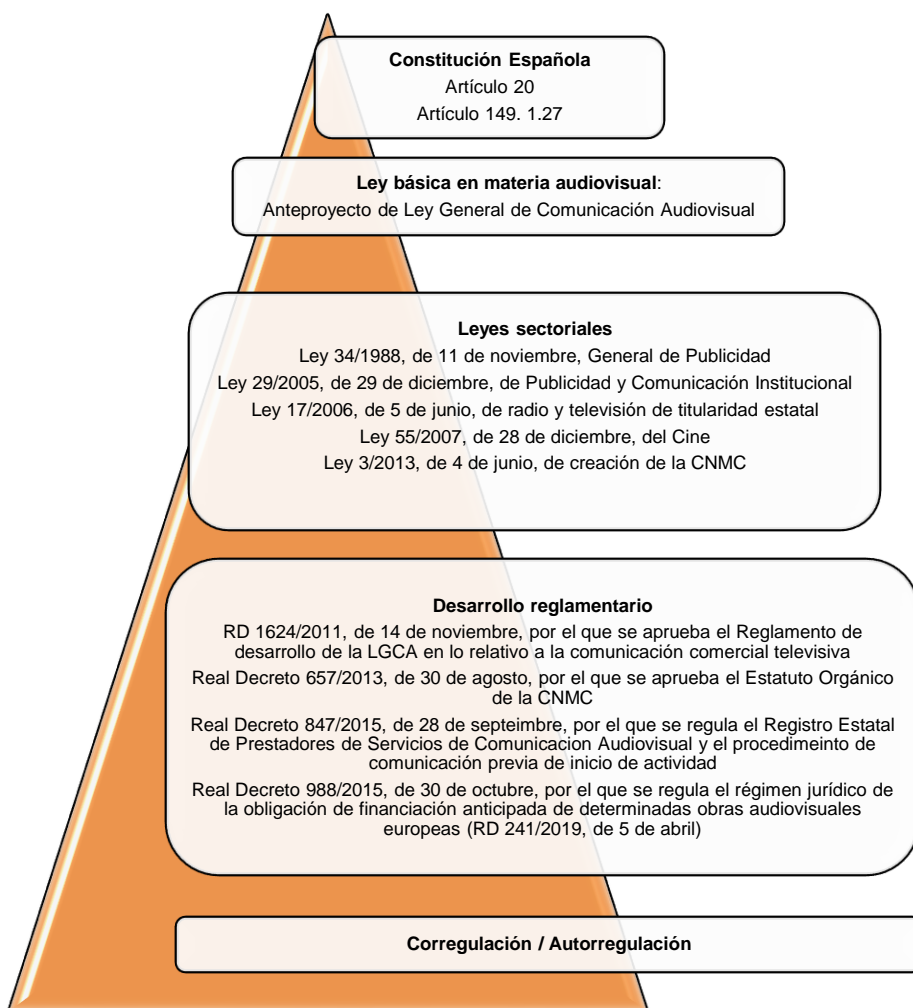 Constitución Española
Artículo 20
Artículo 149. 1.27
Ley básica en materia audiovisual:
Anteproyecto de Ley General de Comunicación Audiovisual
Leyes sectoriales
Ley 34/1988, de 11 de noviembre, General de Publicidad
Ley 29/2005, de 29 de diciembre, de Publicidad y Comunicación Institucional
Ley 17/2006, de 5 de junio, de radio y televisión de titularidad estatal
Ley 55/2007, de 28 de diciembre, del Cine
Ley 3/2013, de 4 de junio, de creación de la CNMC
Desarrollo reglamentario
RD 1624/2011, de 14 de noviembre, por el que se aprueba el Reglamento de
desarrollo de la LGCA en lo relativo a la comunicación comercial televisiva
Real Decreto 657/2013, de 30 de agosto, por el que se aprueba el Estatuto Orgánico
de la CNMC
Real Decreto 847/2015, de 28 de septeimbre, por el que se regula el Registro Estatal
de Prestadores de Servicios de Comunicacion Audiovisual y el procedimeinto de
comunicación previa de inicio de actividad
Real Decreto 988/2015, de 30 de octubre, por el que se regula el régimen jurídico de
la obligación de financiación anticipada de determinadas obras audiovisuales
europeas (RD 241/2019, de 5 de abril)
Corregulación / Autorregulación